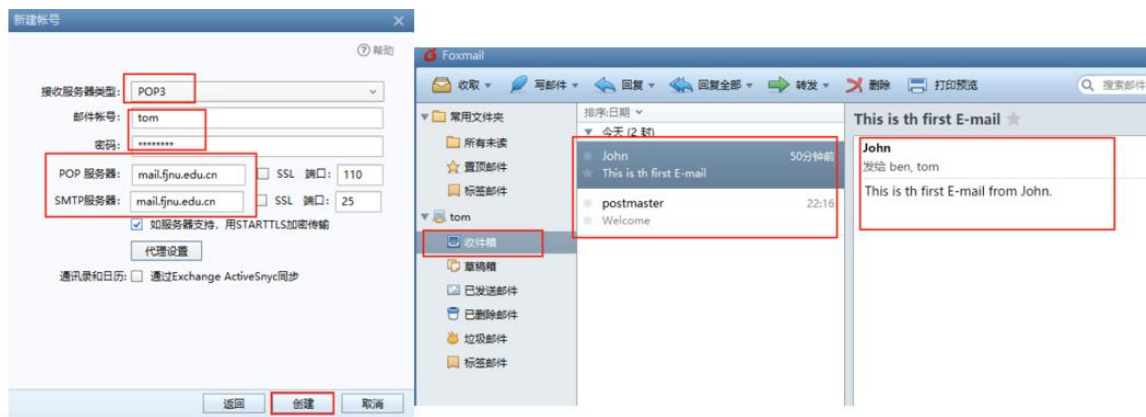 新建帐号
帮助
接收服务器类型: POP3
邮件帐号: tom
密码: ********
POP 服务器: mail.fjnu.edu.cn SSL 端口: 110
SMTP服务器: mail.fjnu.edu.cn SSL 端口: 25
如服务器支持,用STARTTLS加密传输
代理设置
通讯录和日历: 通过Exchange ActiveSnyc同步
返回 创建 取消
Foxmail
收取 写邮件 回复 回复全部 转发 删除 打印预览 搜索邮件
常用文件夹
所有未读
置顶邮件
标签邮件
tom
收件箱
草稿箱
已发送邮件
已删除邮件
垃圾邮件
标签邮件
排序:日期
今天 (2 封)
John 50分钟前
This is th first E-mail
postmaster 22:16
Welcome
This is th first E-mail
John
发给 ben, tom
This is th first E-mail from John.